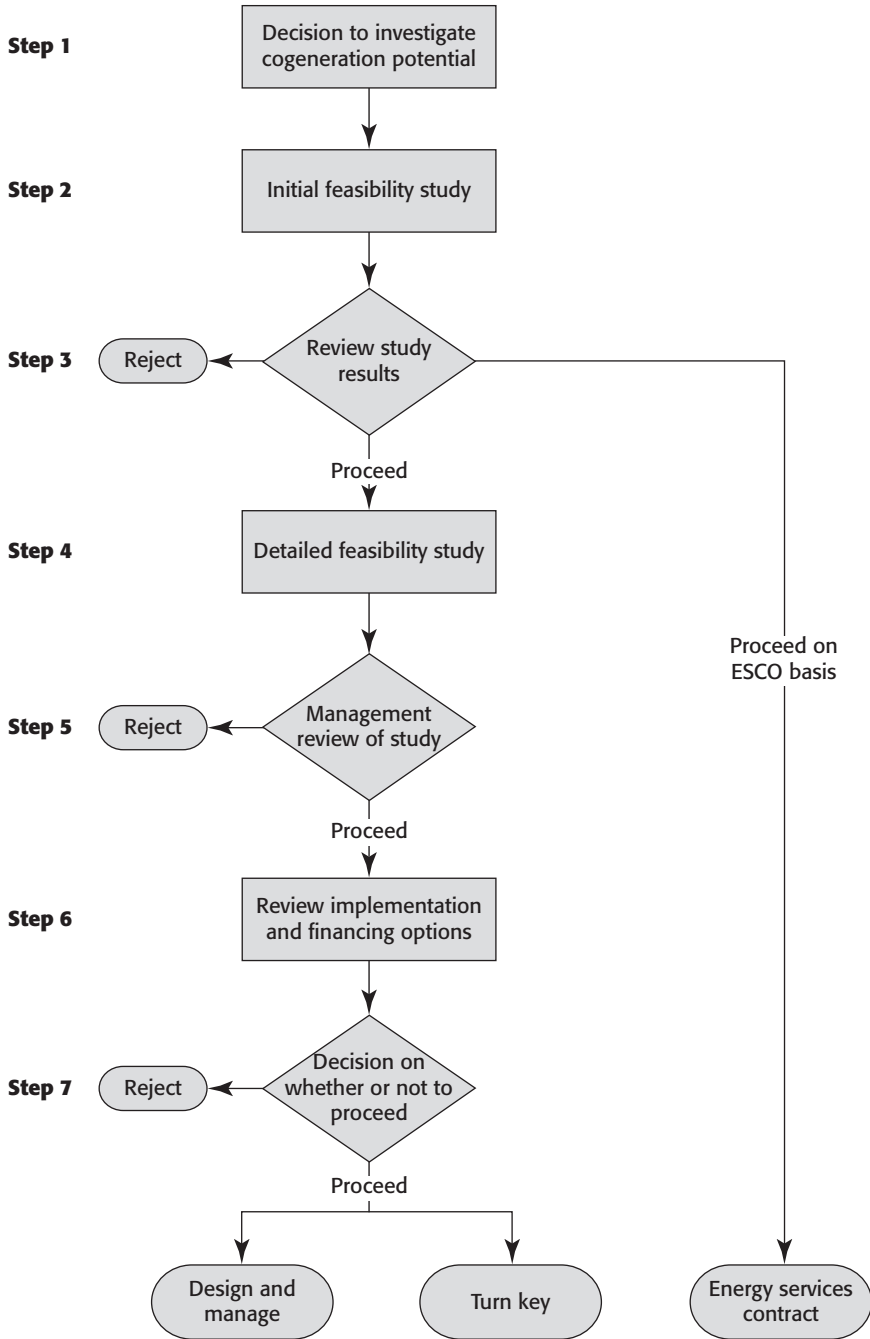 Step 1
Decision to investigate
cogeneration potential
Step 2
Initial feasibility study
Step 3
Reject
Review study
results
Proceed
Step 4
Detailed feasibility study
Proceed on
ESCO basis
Step 5
Reject
Management
review of study
Proceed
Step 6
Review implementation
and financing options
Step 7
Reject
Decision on
whether or not to
proceed
Proceed
Design and
manage
Turn key
Energy services
contract